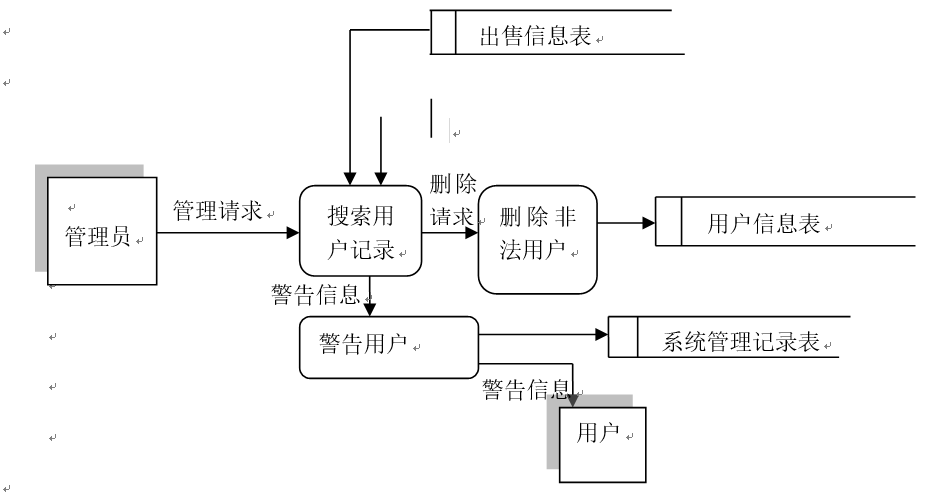 出售信息表
管理员
管理请求
搜索用
户记录
删除
请求
删除非
法用户
用户信息表
警告信息
警告用户
系统管理记录表
警告信息
用户